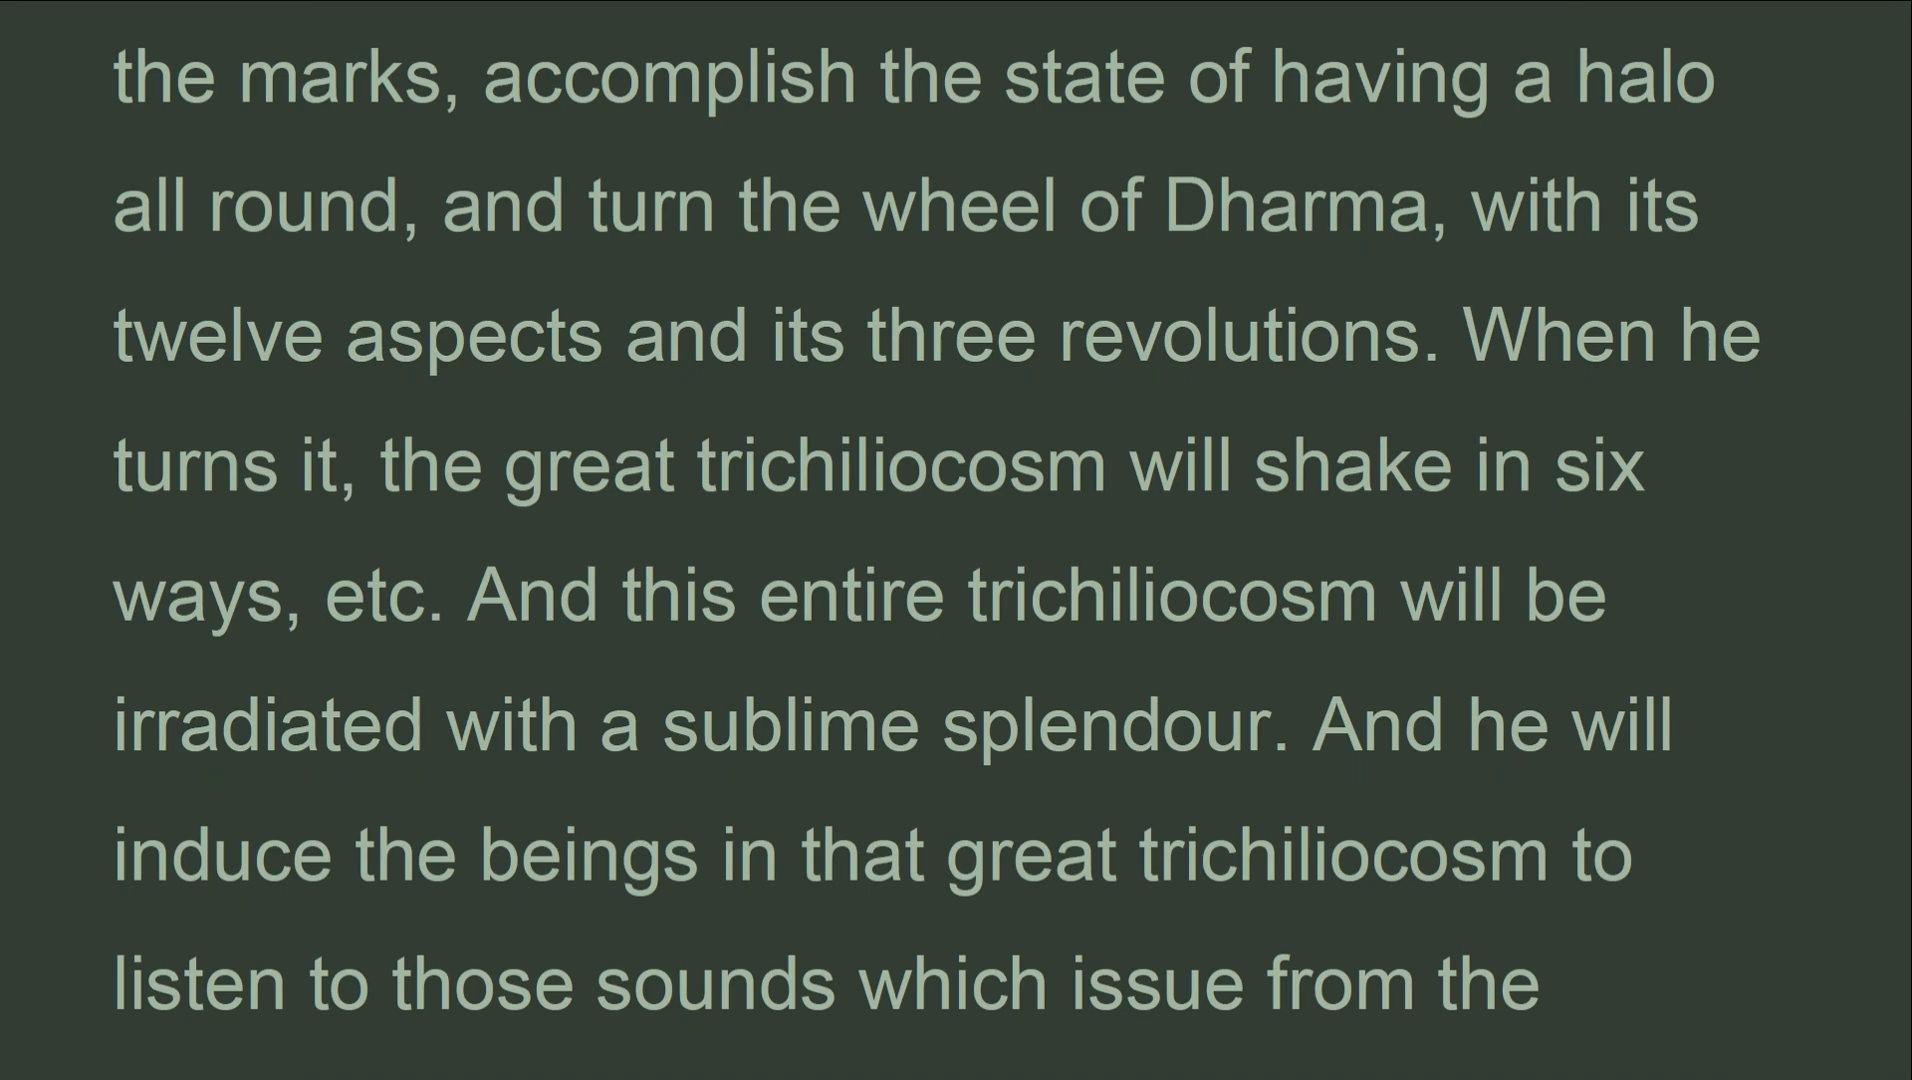 the marks, accomplish the state of having a halo
all round, and turn the wheel of Dharma, with its
twelve aspects and its three revolutions. When he
turns it, the great trichiliocosm will shake in six
ways, etc. And this entire trichiliocosm will be
irradiated with a sublime splendour. And he will
induce the beings in that great trichiliocosm to
listen to those sounds which issue from the